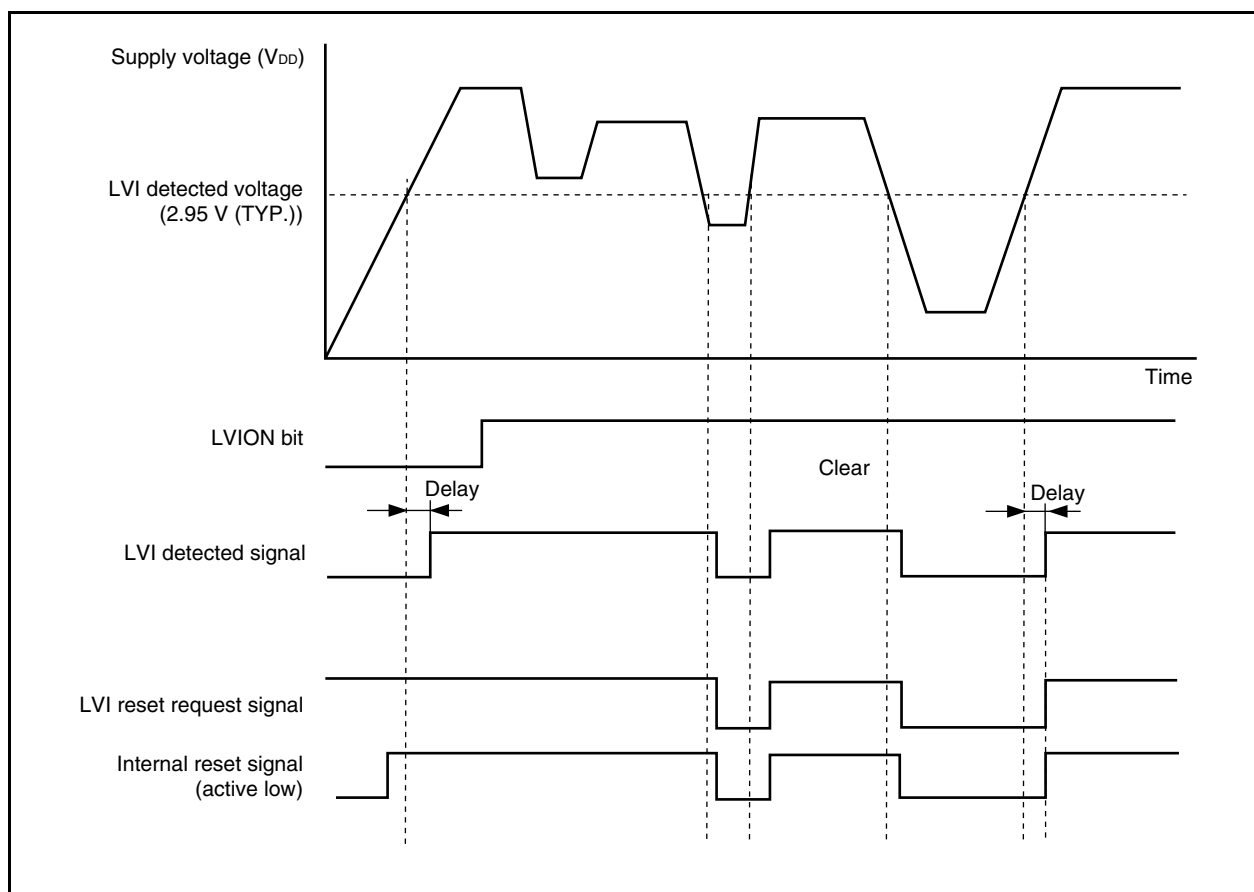 Supply voltage (VDD)
LVI detected voltage
(2.95 V (TYP.))
Time
LVION bit
Clear
Delay
Delay
LVI detected signal
LVI reset request signal
Internal reset signal
(active low)